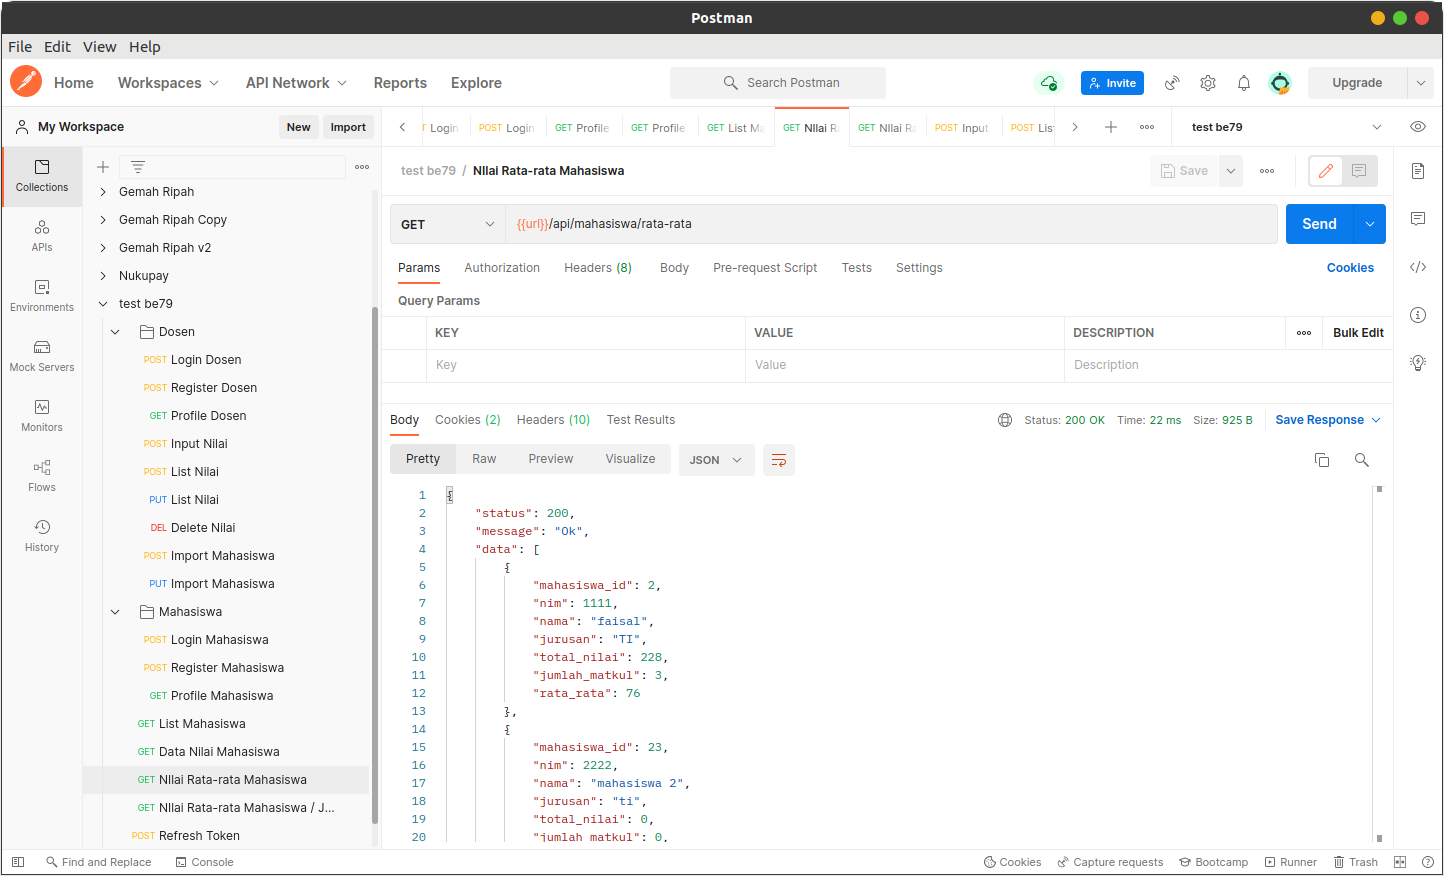 Postman
File Edit View Help
Home Workspaces API Network Reports Explore Search Postman Invite Upgrade
My Workspace New Import
Login POST Login GET Profile GET Profile GET List Ma GET NIlai Ra GET NIlai Ra POST Input POST List test be79
Collections
APIs
Environments
Mock Servers
Monitors
Flows
History
Gemah Ripah
Gemah Ripah Copy
Gemah Ripah v2
Nukupay
test be79
Dosen
POST Login Dosen
POST Register Dosen
GET Profile Dosen
POST Input Nilai
POST List Nilai
PUT List Nilai
DEL Delete Nilai
POST Import Mahasiswa
PUT Import Mahasiswa
Mahasiswa
POST Login Mahasiswa
POST Register Mahasiswa
GET Profile Mahasiswa
GET List Mahasiswa
GET Data Nilai Mahasiswa
GET NIlai Rata-rata Mahasiswa
GET NIlai Rata-rata Mahasiswa / J...
POST Refresh Token
test be79 / NIlai Rata-rata Mahasiswa Save
GET {{url}}/api/mahasiswa/rata-rata Send
Params Authorization Headers (8) Body Pre-request Script Tests Settings Cookies
Query Params
KEY VALUE DESCRIPTION Bulk Edit
Key Value Description
Body Cookies (2) Headers (10) Test Results Status: 200 OK Time: 22 ms Size: 925 B Save Response
Pretty Raw Preview Visualize JSON
1 {
2 "status": 200,
3 "message": "Ok",
4 "data": [
5 {
6 "mahasiswa_id": 2,
7 "nim": 1111,
8 "nama": "faisal",
9 "jurusan": "TI",
10 "total_nilai": 228,
11 "jumlah_matkul": 3,
12 "rata_rata": 76
13 },
14 {
15 "mahasiswa_id": 23,
16 "nim": 2222,
17 "nama": "mahasiswa 2",
18 "jurusan": "ti",
19 "total_nilai": 0,
20 "jumlah_matkul": 0,
Find and Replace Console Cookies Capture requests Bootcamp Runner Trash